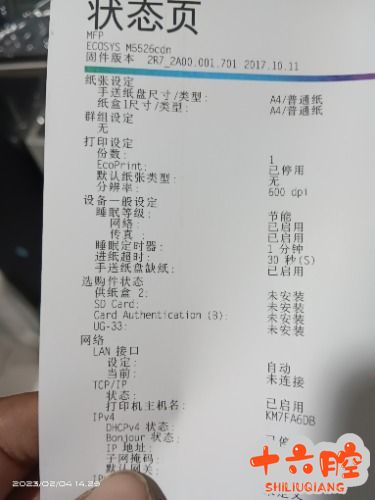 状态页
MFP
ECOSYS M5526cdn
固件版本 2R7_2A00.001.701 2017.10.11
纸张设定
手送纸盘尺寸/类型: A4/普通纸
纸盒1尺寸/类型: A4/普通纸
群组设定
无
打印设定
份数: 1
EcoPrint: 已停用
默认纸张类型: 无
分辨率: 600 dpi
设备一般设定
睡眠等级: 节能
网络: 已启用
传真: 已启用
睡眠定时器: 1 分钟
进纸超时: 30 秒(S)
手送纸盘缺纸: 已启用
选购件状态
供纸盒 2: 未安装
SD Card: 未安装
Card Authentication (B): 未安装
UG-33: 未安装
网络
LAN 接口
设定: 自动
当前: 未连接
TCP/IP
状态: 已启用
打印机主机名: KM7FA6DB
IPv4
DHCPv4 状态:
Bonjour 状态:
IP 地址:
子网掩码:
默认网关:
2023/02/04 14:29
十六腔
SHILIUQIANG